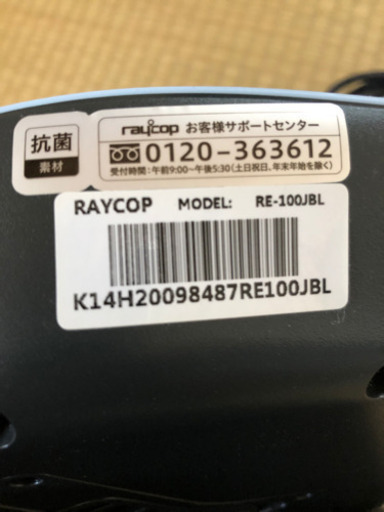 抗菌
素材
raycop お客様サポートセンター
0120-363612
受付時間：午前9:00〜午後5:30（土日祝日、年末年始を除く）
RAYCOP MODEL: RE-100JBL
K14H20098487RE100JBL